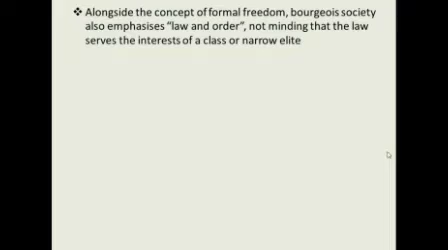 ❖ Alongside the concept of formal freedom, bourgeois society
also emphasises “law and order”, not minding that the law
serves the interests of a class or narrow elite